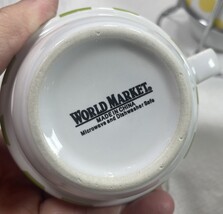 WORLD MARKET®
MADE IN CHINA
Microwave and Dishwasher Safe